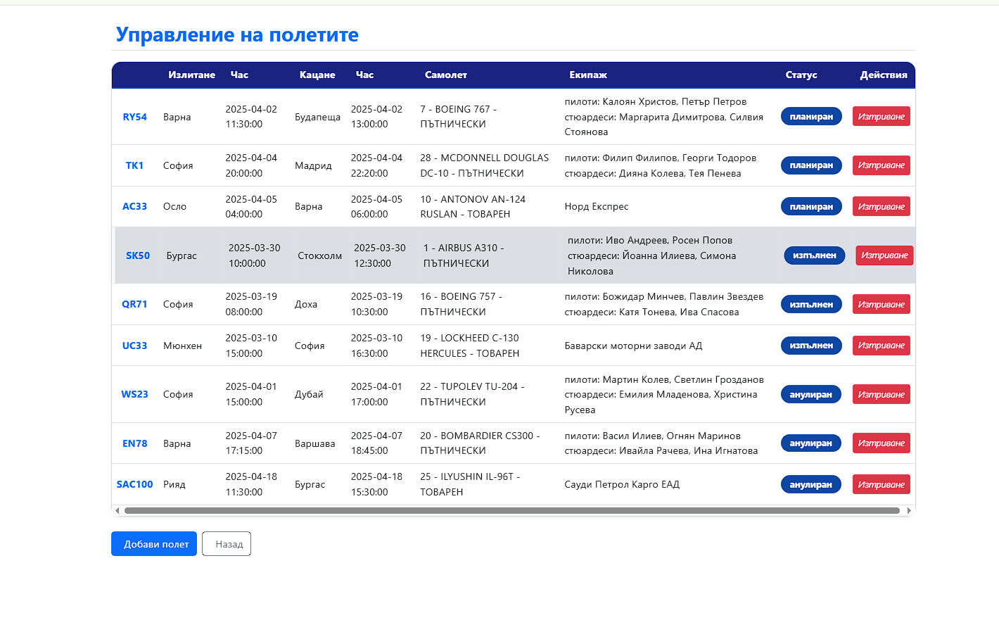 Управление на полетите
Излитане Час Кацане Час Самолет Екипаж Статус Действия
RY54 Варна 2025-04-02 11:30:00 Будапеща 2025-04-02 13:00:00 7 - BOEING 767 - ПЪТНИЧЕСКИ пилоти: Калоян Христов, Петър Петров стюардеси: Маргарита Димитрова, Силвия Стоянова планиран Изтриване
TK1 София 2025-04-04 20:00:00 Мадрид 2025-04-04 22:20:00 28 - MCDONNELL DOUGLAS DC-10 - ПЪТНИЧЕСКИ пилоти: Филип Филипов, Георги Тодоров стюардеси: Дияна Колева, Тея Пенева планиран Изтриване
AC33 Осло 2025-04-05 04:00:00 Варна 2025-04-05 06:00:00 10 - ANTONOV AN-124 RUSLAN - ТОВАРЕН Норд Експрес планиран Изтриване
SK50 Бургас 2025-03-30 10:00:00 Стокхолм 2025-03-30 12:30:00 1 - AIRBUS A310 - ПЪТНИЧЕСКИ пилоти: Иво Андреев, Росен Попов стюардеси: Йоанна Илиева, Симона Николова изпълнен Изтриване
QR71 София 2025-03-19 08:00:00 Доха 2025-03-19 10:30:00 16 - BOEING 757 - ПЪТНИЧЕСКИ пилоти: Божидар Минчев, Павлин Звездев стюардеси: Катя Тонева, Ива Спасова изпълнен Изтриване
UC33 Мюнхен 2025-03-10 15:00:00 София 2025-03-10 16:30:00 19 - LOCKHEED C-130 HERCULES - ТОВАРЕН Баварски моторни заводи АД изпълнен Изтриване
WS23 София 2025-04-01 15:00:00 Дубай 2025-04-01 17:00:00 22 - TUPOLEV TU-204 - ПЪТНИЧЕСКИ пилоти: Мартин Колев, Светлин Грозданов стюардеси: Емилия Младенова, Христина Русева анулиран Изтриване
EN78 Варна 2025-04-07 17:15:00 Варшава 2025-04-07 18:45:00 20 - BOMBARDIER CS300 - ПЪТНИЧЕСКИ пилоти: Васил Илиев, Огнян Маринов стюардеси: Ивайла Рачева, Ина Игнатова анулиран Изтриване
SAC100 Рияд 2025-04-18 11:30:00 Бургас 2025-04-18 15:30:00 25 - ILYUSHIN IL-96T - ТОВАРЕН Сауди Петрол Карго ЕАД анулиран Изтриване
Добави полет Назад